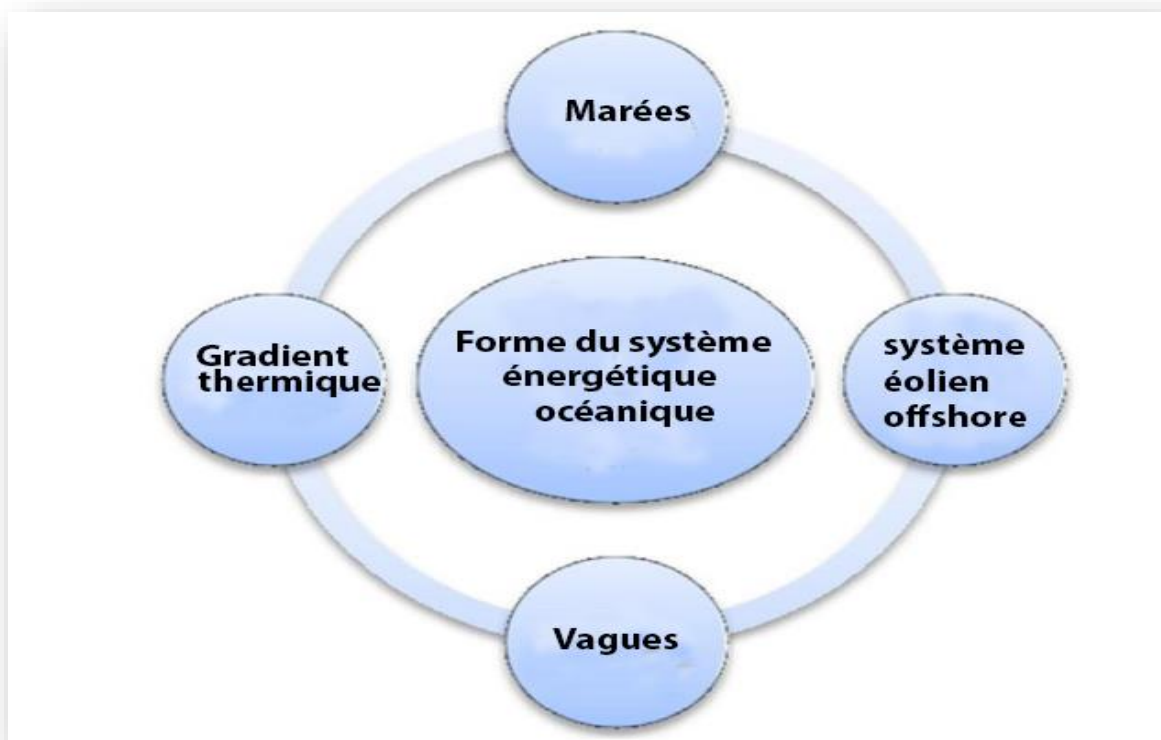 Marées
Gradient
thermique
Forme du système
énergétique
océanique
système
éolien
offshore
Vagues